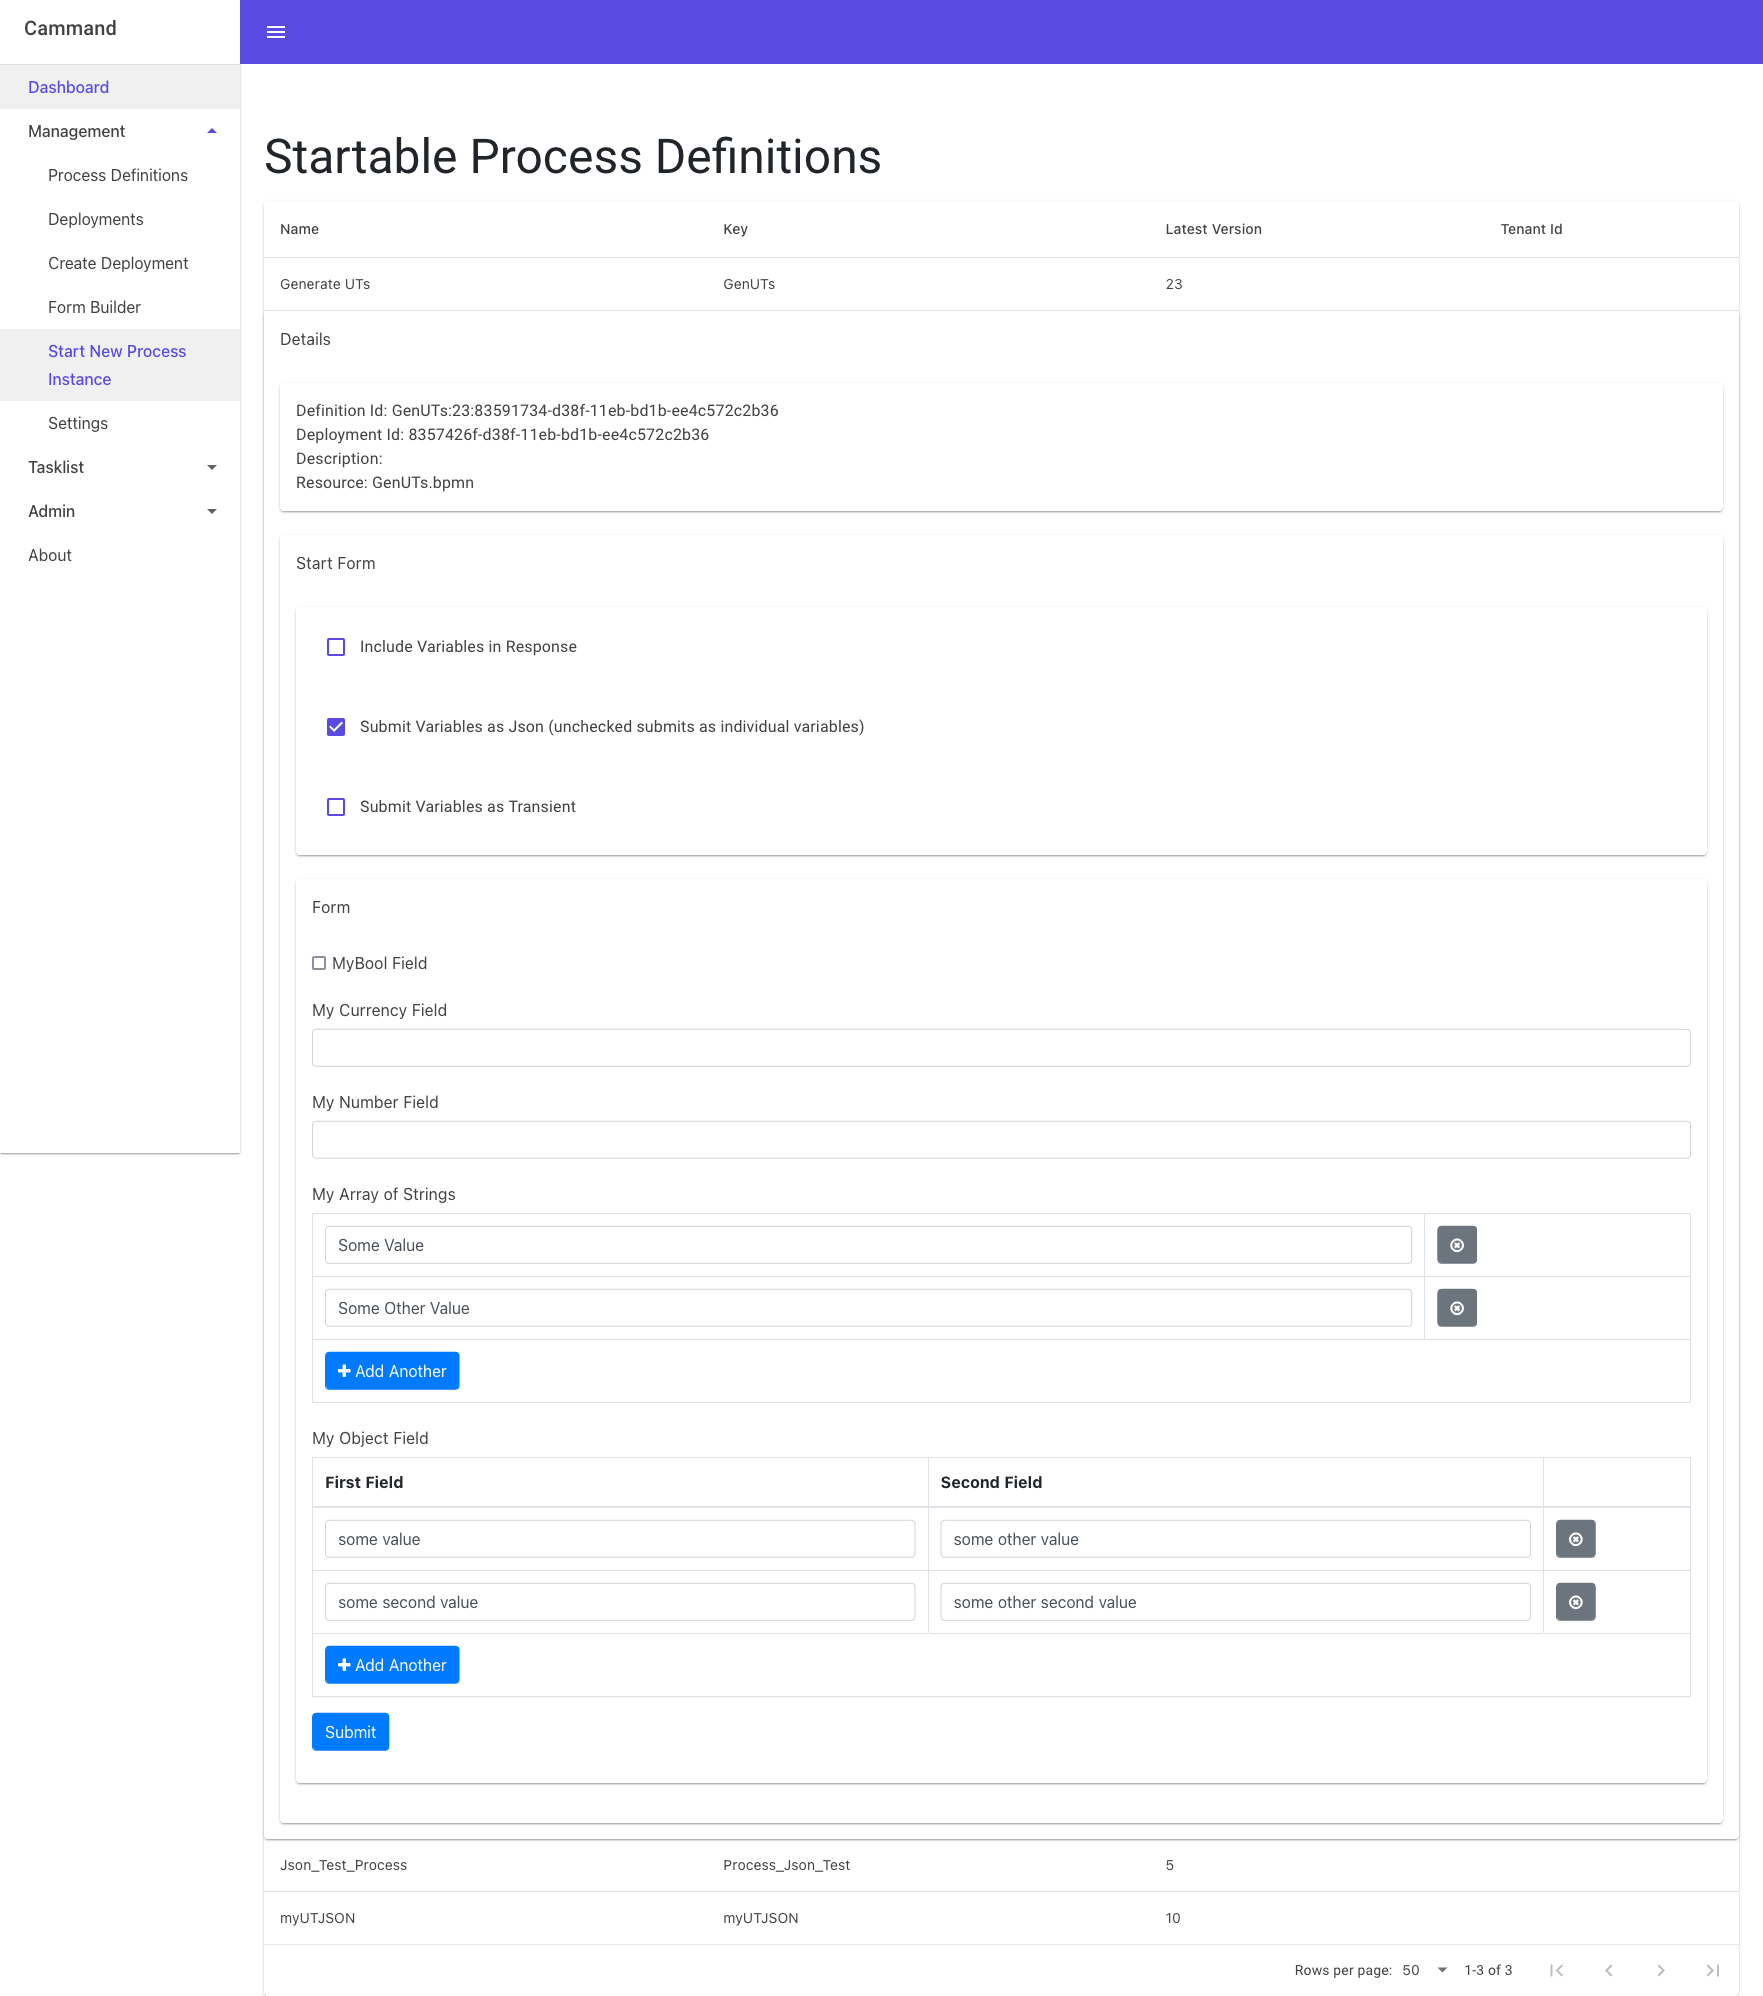 Cammand
Dashboard
Management
Process Definitions
Deployments
Create Deployment
Form Builder
Start New Process
Instance
Settings
Tasklist
Admin
About
Startable Process Definitions
Name Key Latest Version Tenant Id
Generate UTs GenUTs 23
Details
Definition Id: GenUTs:23:83591734-d38f-11eb-bd1b-ee4c572c2b36
Deployment Id: 8357426f-d38f-11eb-bd1b-ee4c572c2b36
Description:
Resource: GenUTs.bpmn
Start Form
Include Variables in Response
Submit Variables as Json (unchecked submits as individual variables)
Submit Variables as Transient
Form
MyBool Field
My Currency Field
My Number Field
My Array of Strings
Some Value
Some Other Value
Add Another
My Object Field
First Field Second Field
some value some other value
some second value some other second value
Add Another
Submit
Json_Test_Process Process_Json_Test 5
myUTJSON myUTJSON 10
Rows per page: 50 1-3 of 3